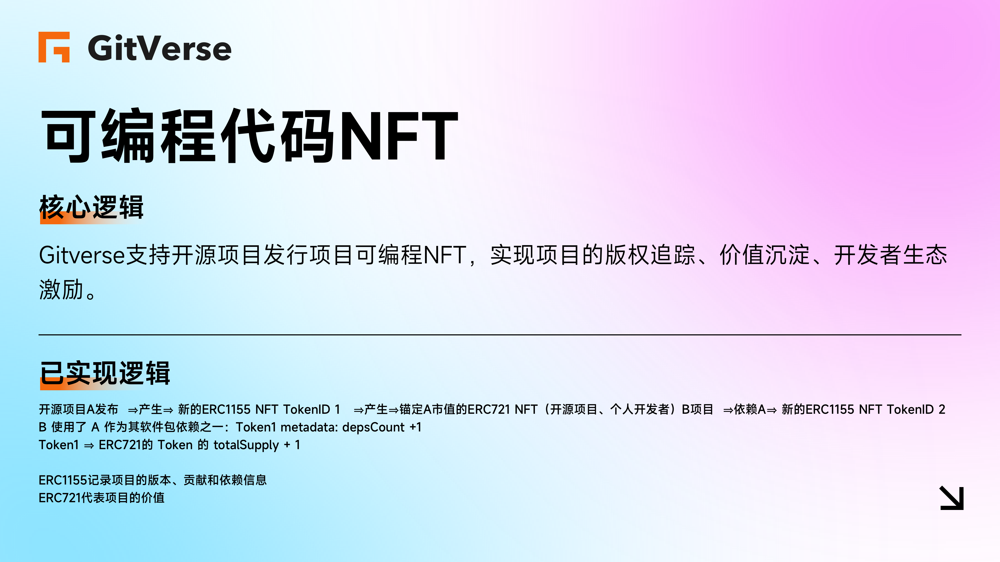 GitVerse
可编程代码NFT
核心逻辑
Gitverse支持开源项目发行项目可编程NFT，实现项目的版权追踪、价值沉淀、开发者生态
激励。
已实现逻辑
开源项目A发布 ⇒产生⇒ 新的ERC1155 NFT TokenID 1 ⇒产生⇒锚定A市值的ERC721 NFT（开源项目、个人开发者）B项目 ⇒依赖A⇒ 新的ERC1155 NFT TokenID 2
B 使用了 A 作为其软件包依赖之一：Token1 metadata: depsCount +1
Token1 ⇒ ERC721的 Token 的 totalSupply + 1
ERC1155记录项目的版本、贡献和依赖信息
ERC721代表项目的价值